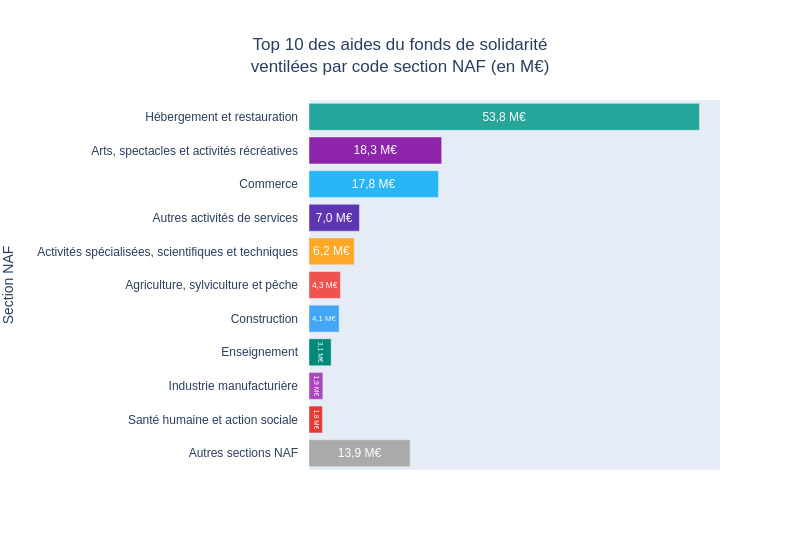 Top 10 des aides du fonds de solidarité
ventilées par code section NAF (en M€)
Section NAF
Hébergement et restauration 53,8 M€
Arts, spectacles et activités récréatives 18,3 M€
Commerce 17,8 M€
Autres activités de services 7,0 M€
Activités spécialisées, scientifiques et techniques 6,2 M€
Agriculture, sylviculture et pêche 4,3 M€
Construction 4,1 M€
Enseignement 3,1 M€
Industrie manufacturière 1,9 M€
Santé humaine et action sociale 1,8 M€
Autres sections NAF 13,9 M€